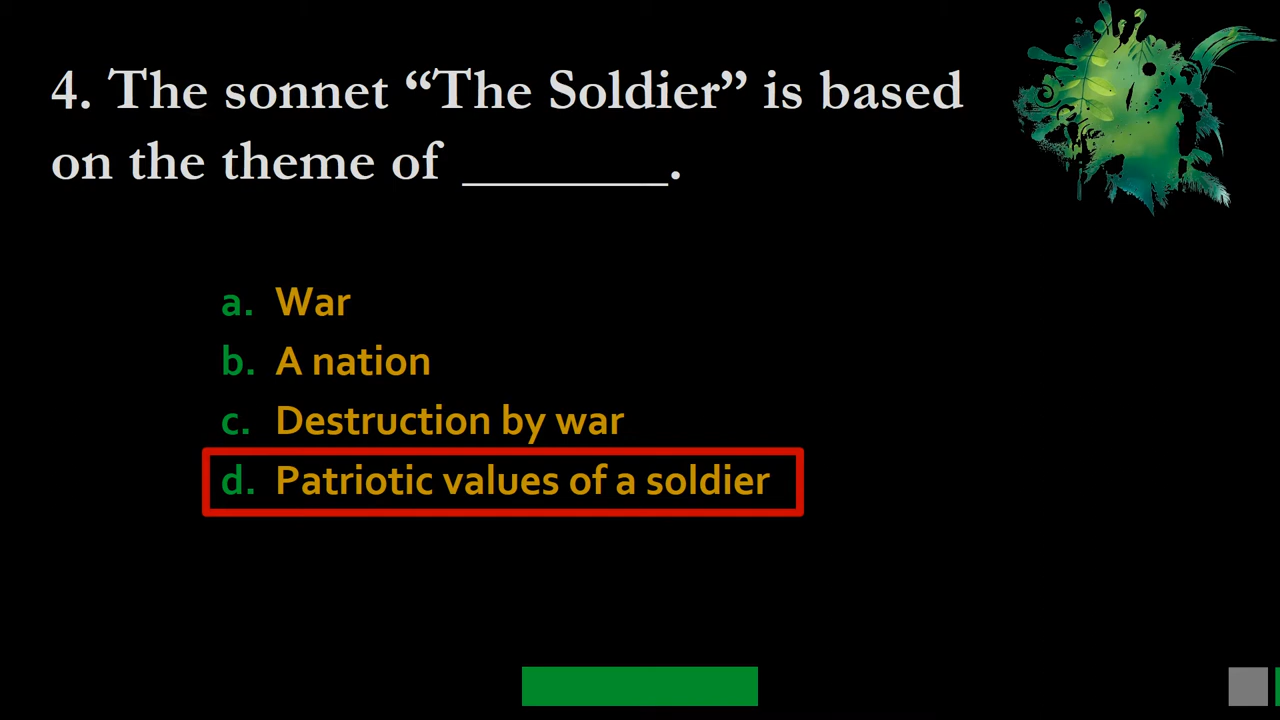 4. The sonnet “The Soldier” is based
on the theme of ________.
a. War
b. A nation
c. Destruction by war
d. Patriotic values of a soldier